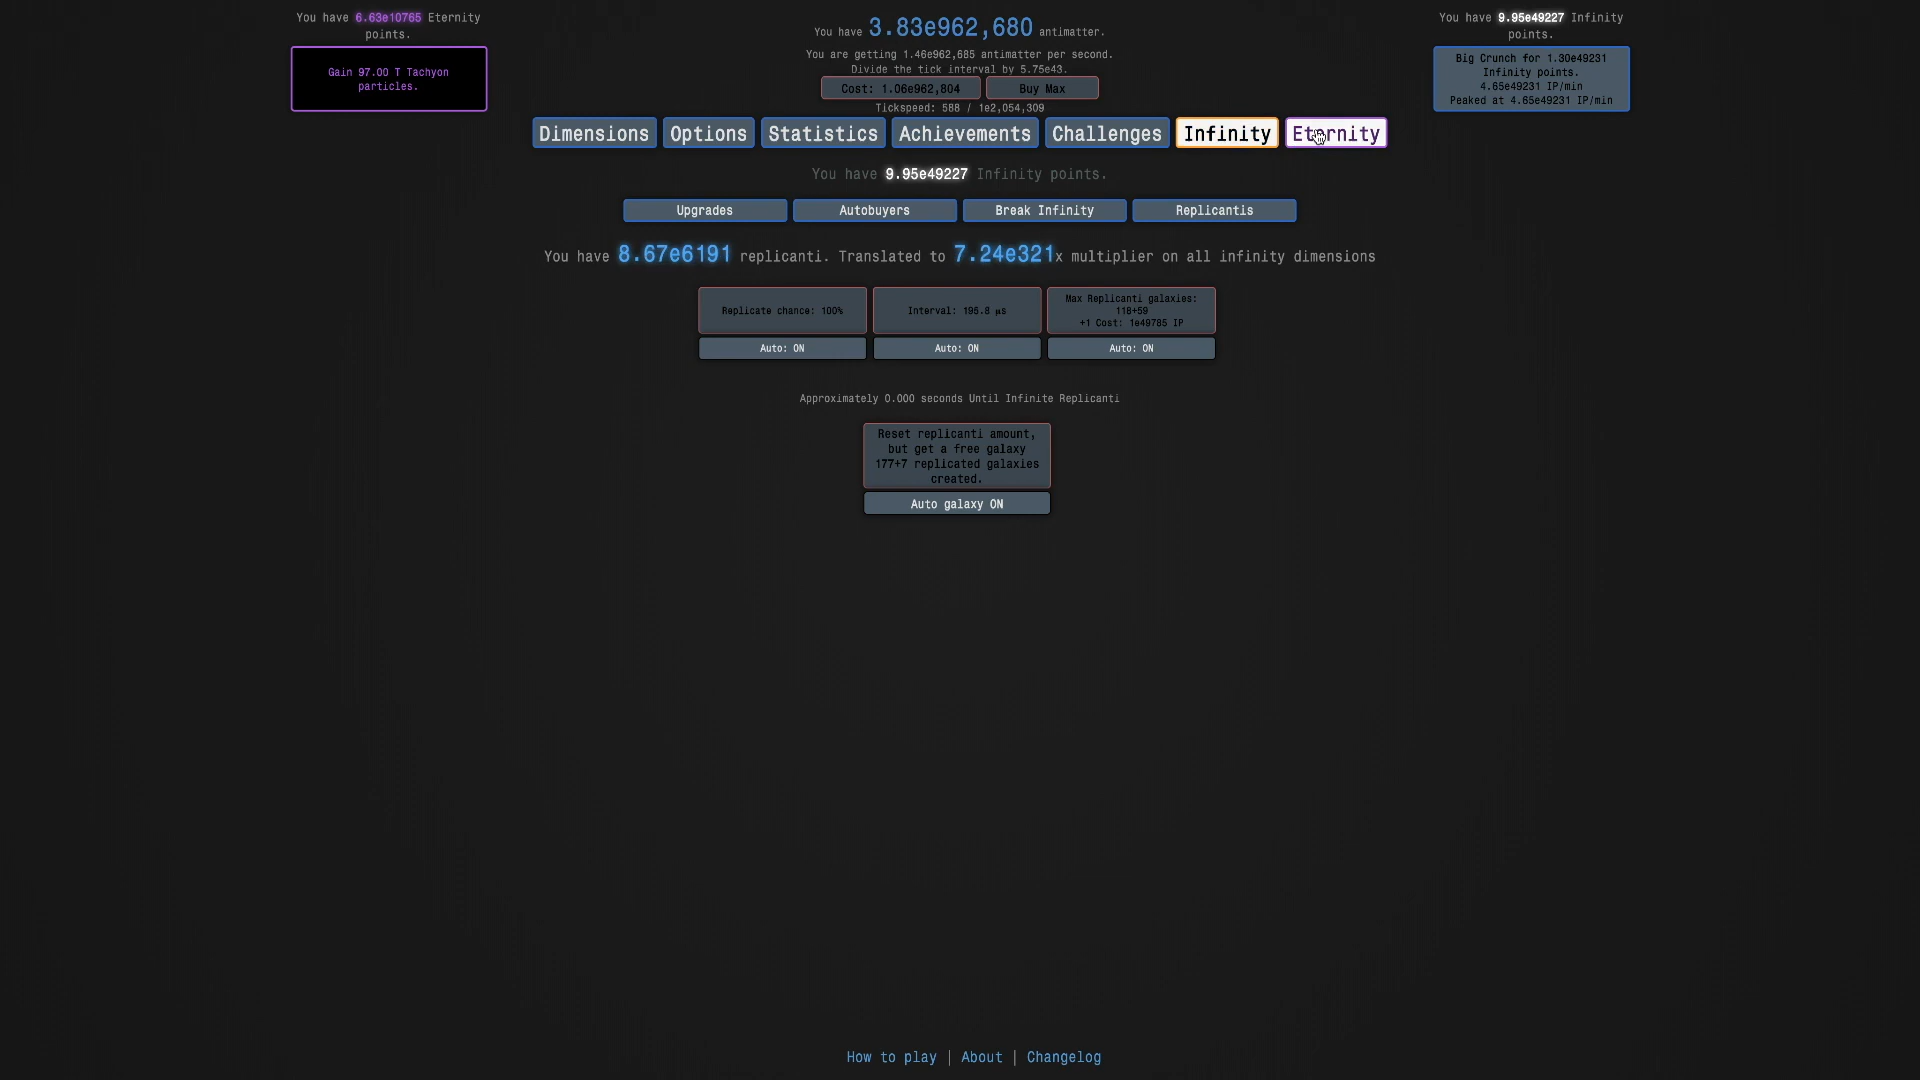 You have 6.63e10765 Eternity
points.
Gain 97.00 T Tachyon
particles.
You have 3.83e962,680 antimatter.
You are getting 1.46e962,685 antimatter per second.
Divide the tick interval by 5.75e43.
Cost: 1.06e962,804
Buy Max
Tickspeed: 588 / 1e2,054,309
You have 9.95e49227 Infinity
points.
Big Crunch for 1.30e49231
Infinity points.
4.65e49231 IP/min
Peaked at 4.65e49231 IP/min
Dimensions
Options
Statistics
Achievements
Challenges
Infinity
Eternity
You have 9.95e49227 Infinity points.
Upgrades
Autobuyers
Break Infinity
Replicantis
You have 8.67e6191 replicanti. Translated to 7.24e321x multiplier on all infinity dimensions
Replicate chance: 100%
Interval: 195.8 μs
Max Replicanti galaxies:
118+59
+1 Cost: 1e49785 IP
Auto: ON
Auto: ON
Auto: ON
Approximately 0.000 seconds Until Infinite Replicanti
Reset replicanti amount,
but get a free galaxy
177+7 replicated galaxies
created.
Auto galaxy ON
How to play | About | Changelog